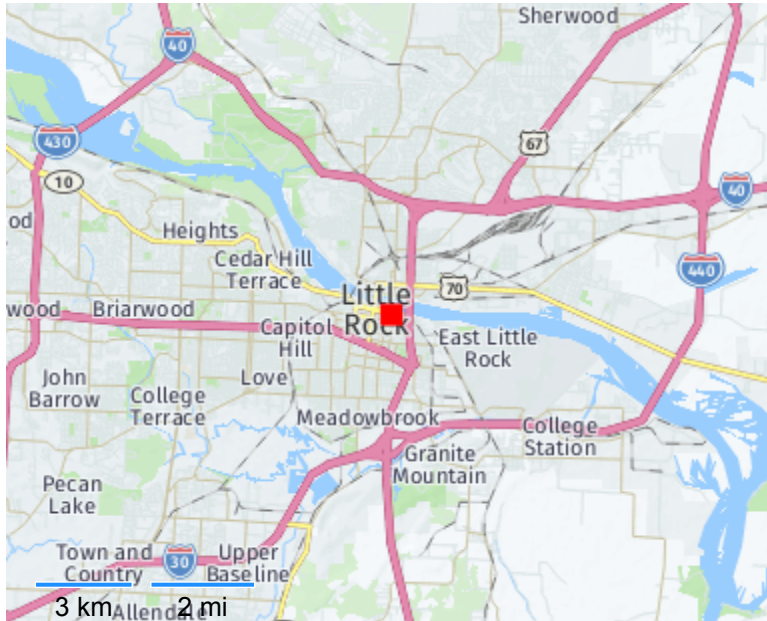 Sherwood
40
67
430
10
40
od
Heights
Cedar Hill
Terrace
440
70
Little
Rock
wood
Briarwood
Capitol
Hill
East Little
Rock
John
Barrow
Love
College
Terrace
Meadowbrook
College
Station
Granite
Mountain
Pecan
Lake
Town and
Country
30
Upper
Baseline
3 km
2 mi
Allendale